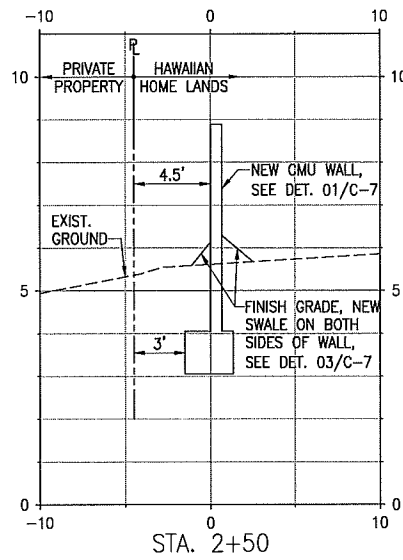 -10 0 10
PL
10 PRIVATE PROPERTY HAWAIIAN HOME LANDS 10
4.5'
NEW CMU WALL,
SEE DET. 01/C-7
EXIST.
GROUND
5 5
FINISH GRADE, NEW
SWALE ON BOTH
SIDES OF WALL,
SEE DET. 03/C-7
3'
0 0
-10 0 10
STA. 2+50